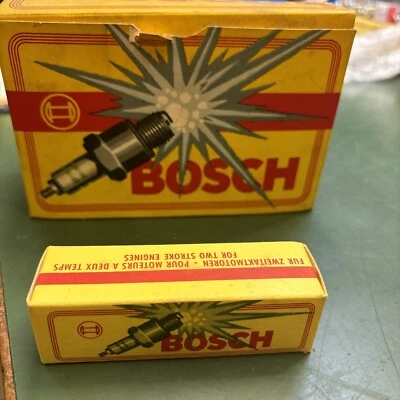 BOSCH
FÜR ZWEITAKTMOTOREN - POUR MOTEURS A DEUX TEMPS
FOR TWO STROKE ENGINES
BOSCH